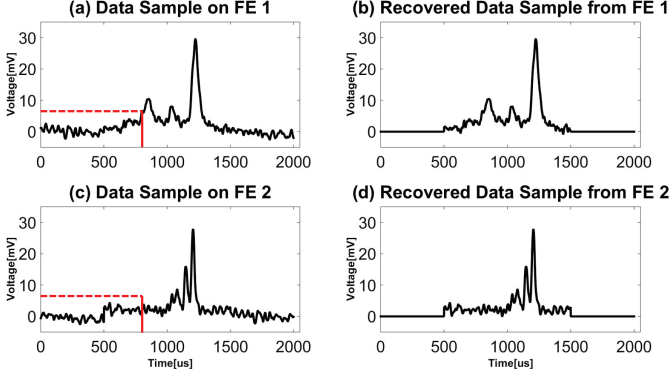 (a) Data Sample on FE 1
(b) Recovered Data Sample from FE 1
Voltage[mV]
30
20
10
0
0 500 1000 1500 2000
Voltage[mV]
30
20
10
0
0 500 1000 1500 2000
(c) Data Sample on FE 2
(d) Recovered Data Sample from FE 2
Voltage[mV]
30
20
10
0
0 500 1000 1500 2000
Time[us]
Voltage[mV]
30
20
10
0
0 500 1000 1500 2000
Time[us]